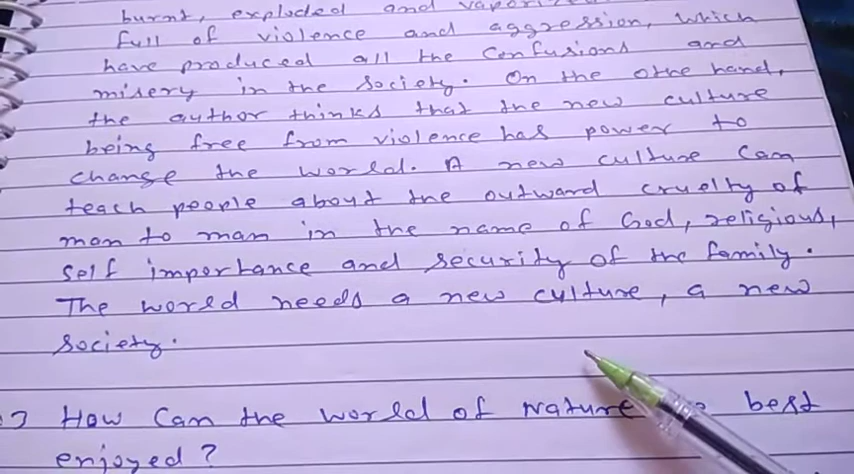 burnt, exploded and
full of violence and aggression, which
have produced all the confusions and
misery in the society. On the othe hand,
the author thinks that the new culture
being free from violence has power to
change the world. A new culture can
teach people about the outward cruelty of
man to man in the name of God, religious,
self importance and security of the family.
The world needs a new culture, a new
society.
How can the world of Nature best
enjoyed?